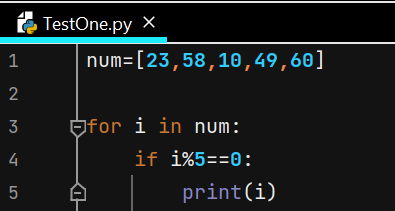 TestOne.py ×
1 num=[23,58,10,49,60]
2
3 for i in num:
4     if i%5==0:
5         print(i)